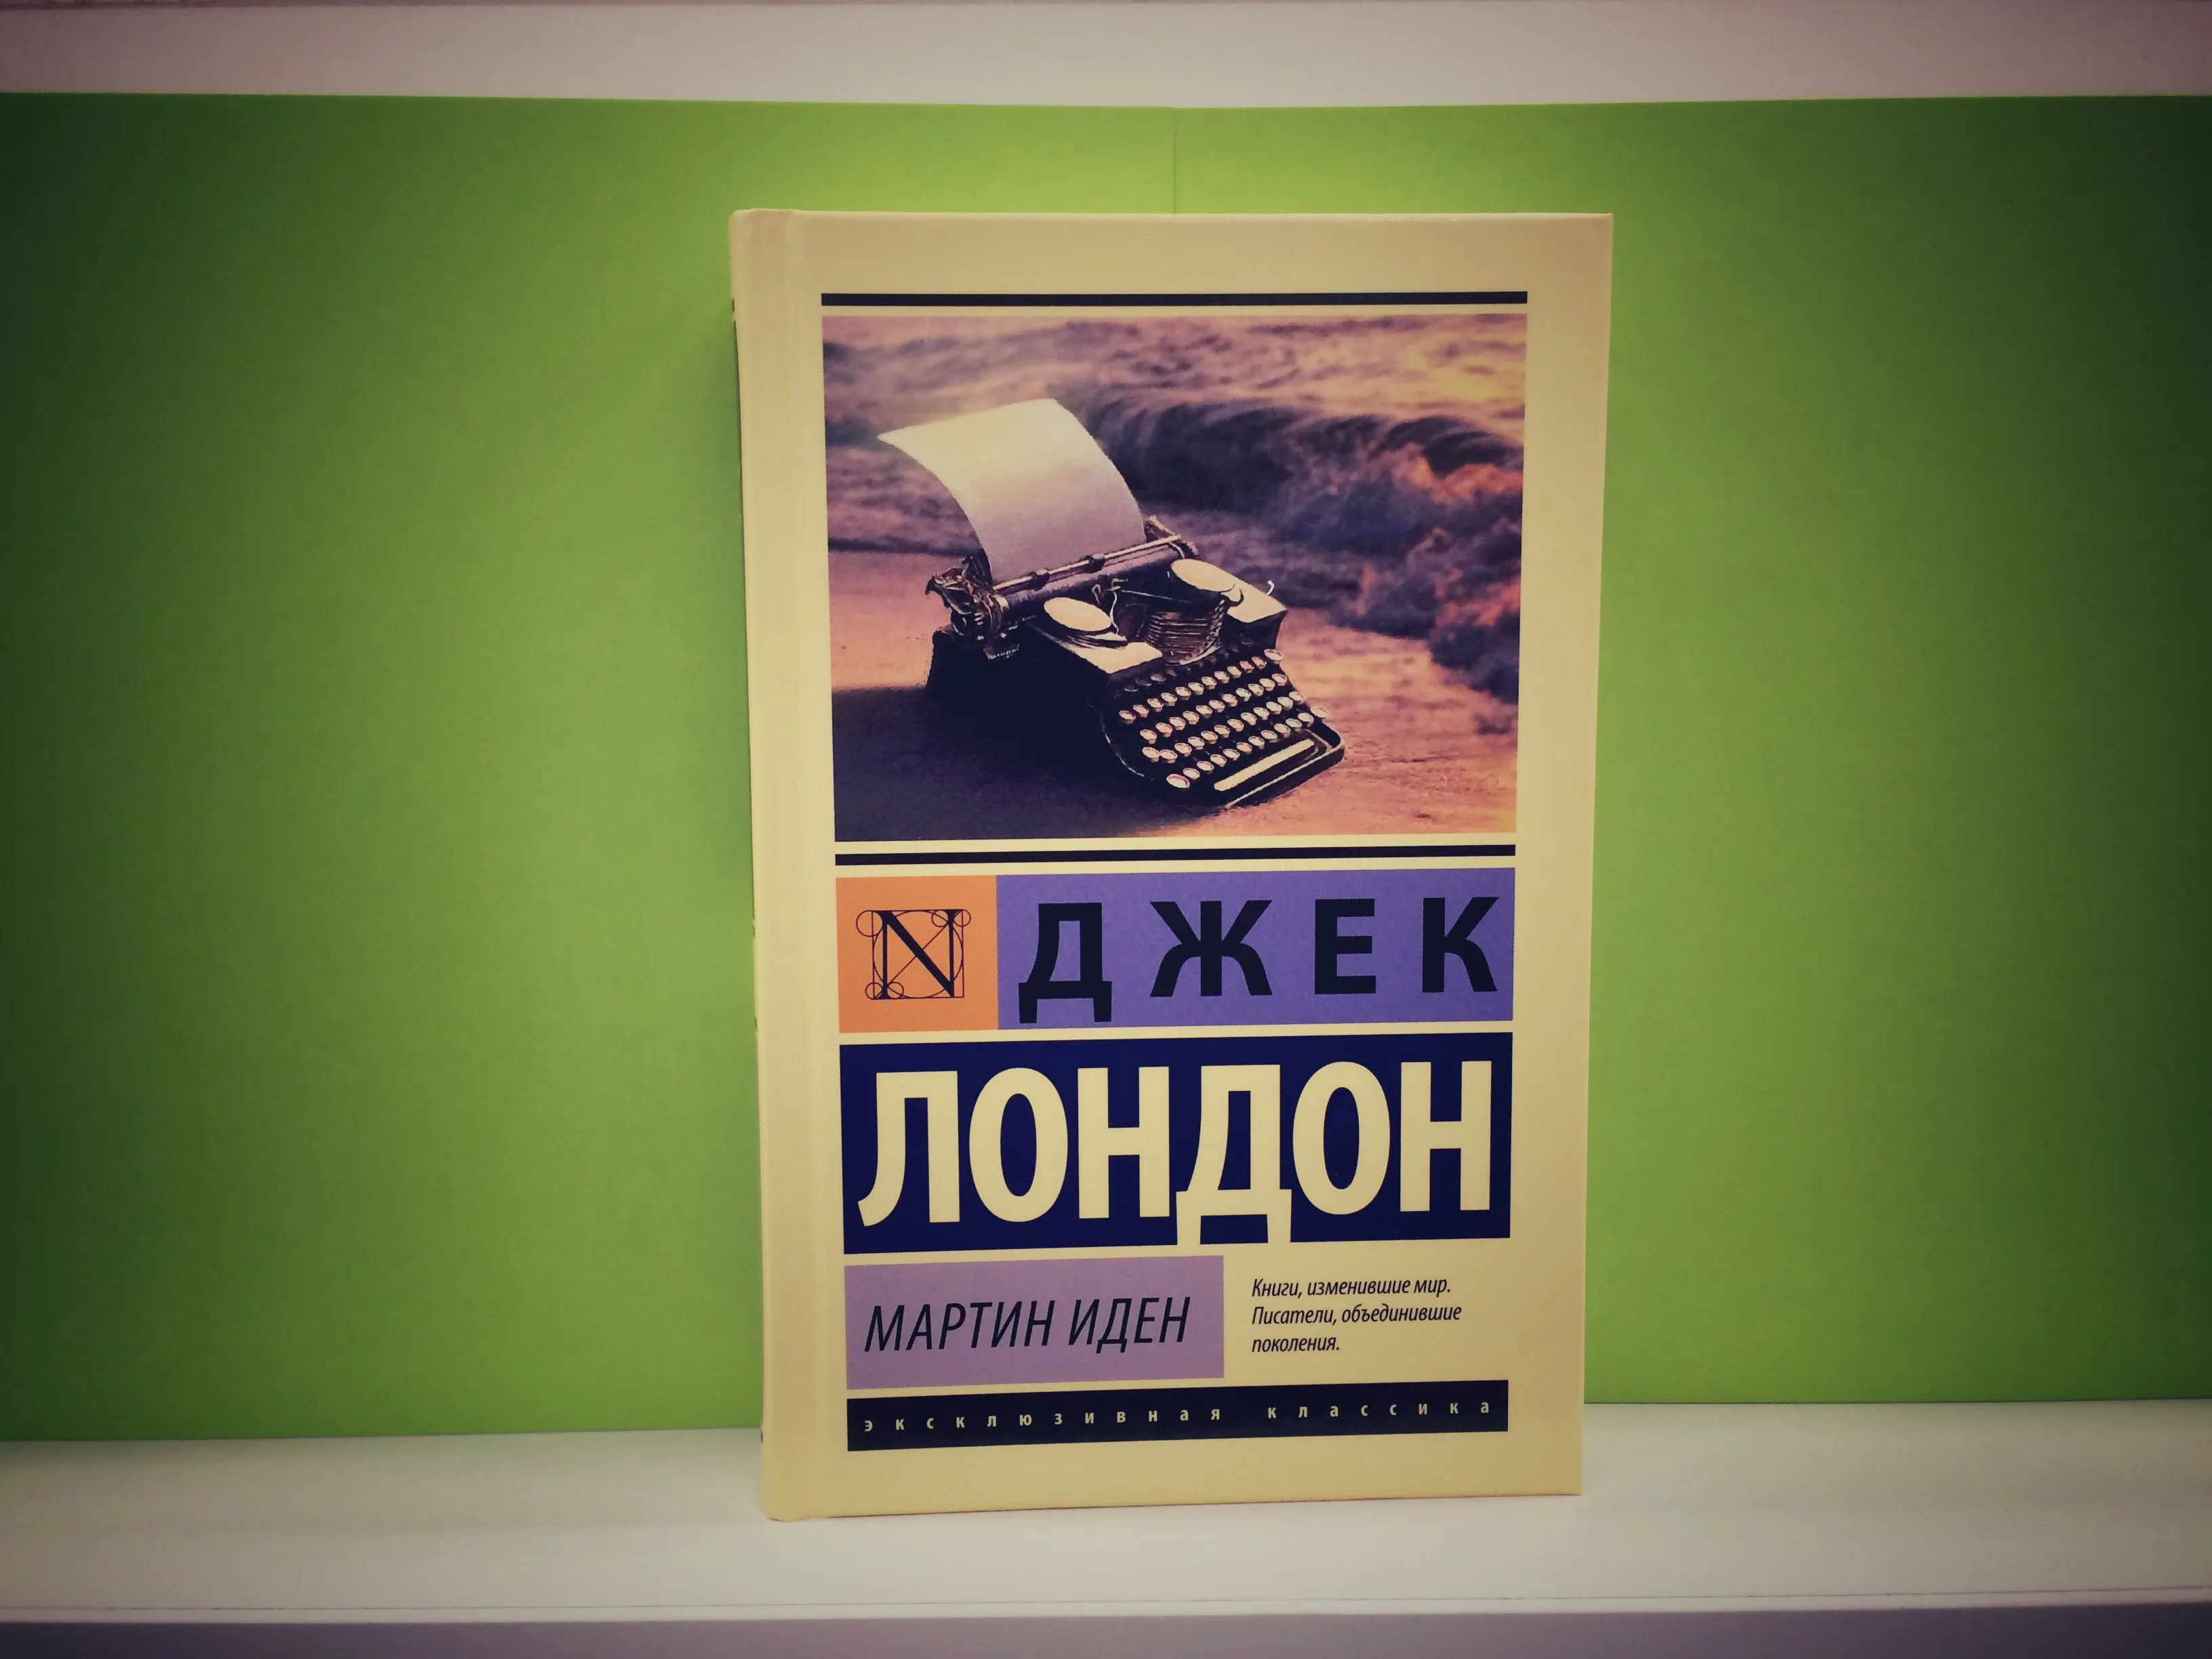 N ДЖЕК
ЛОНДОН
МАРТИН ИДЕН
Книги, изменившие мир.
Писатели, объединившие
поколения.
эксклюзивная классика